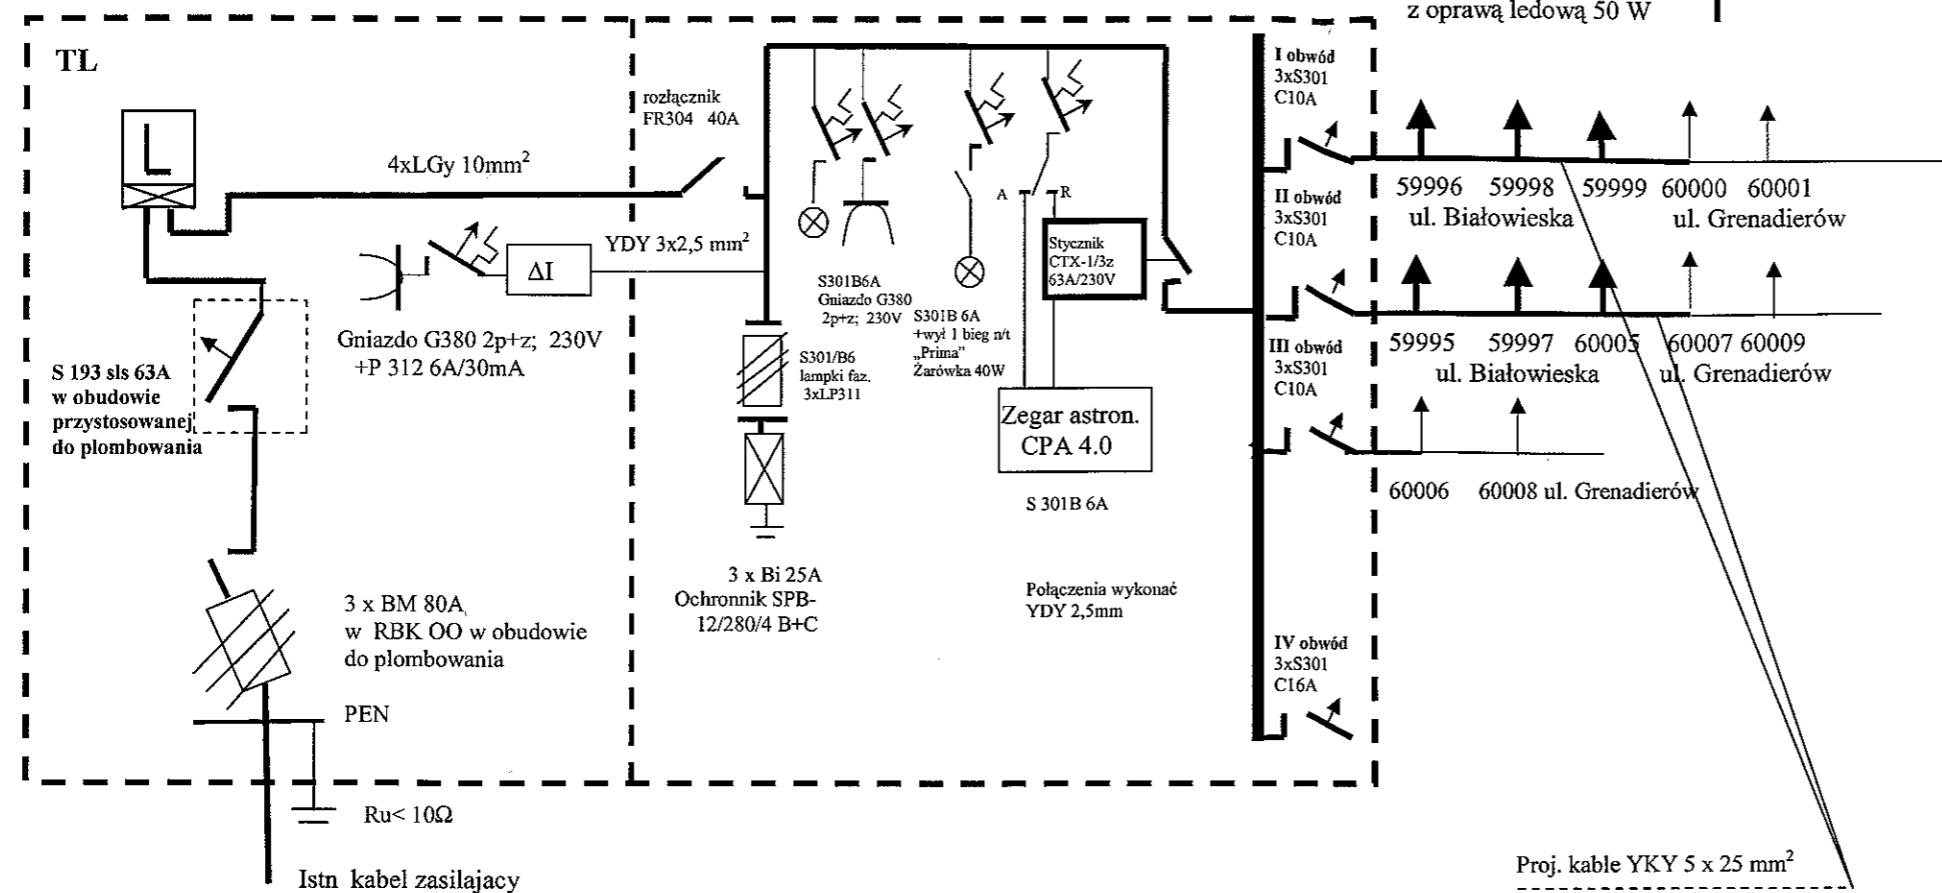 z oprawą ledową 50 W
TL
L
rozłącznik
FR304 40A
4xLGy 10mm²
YDY 3x2,5 mm²
ΔI
Gniazdo G380 2p+z; 230V
+P 312 6A/30mA
S 193 sls 63A
w obudowie
przystosowanej
do plombowania
3 x BM 80A
w RBK OO w obudowie
do plombowania
PEN
Ru< 10Ω
Istn kabel zasilajacy
S301B6A
Gniazdo G380
2p+z; 230V
S301B 6A
+wył 1 bieg n/t
„Prima”
Żarówka 40W
S301/B6
lampki faz.
3xLP311
A
R
Stycznik
CTX-1/3z
63A/230V
Zegar astron.
CPA 4.0
S 301B 6A
3 x Bi 25A
Ochronnik SPB-
12/280/4 B+C
Połączenia wykonać
YDY 2,5mm
I obwód
3xS301
C10A
59996 59998 59999 60000 60001
ul. Białowieska ul. Grenadierów
II obwód
3xS301
C10A
59995 59997 60005 60007 60009
ul. Białowieska ul. Grenadierów
III obwód
3xS301
C10A
60006 60008 ul. Grenadierów
IV obwód
3xS301
C16A
Proj. kable YKY 5 x 25 mm²